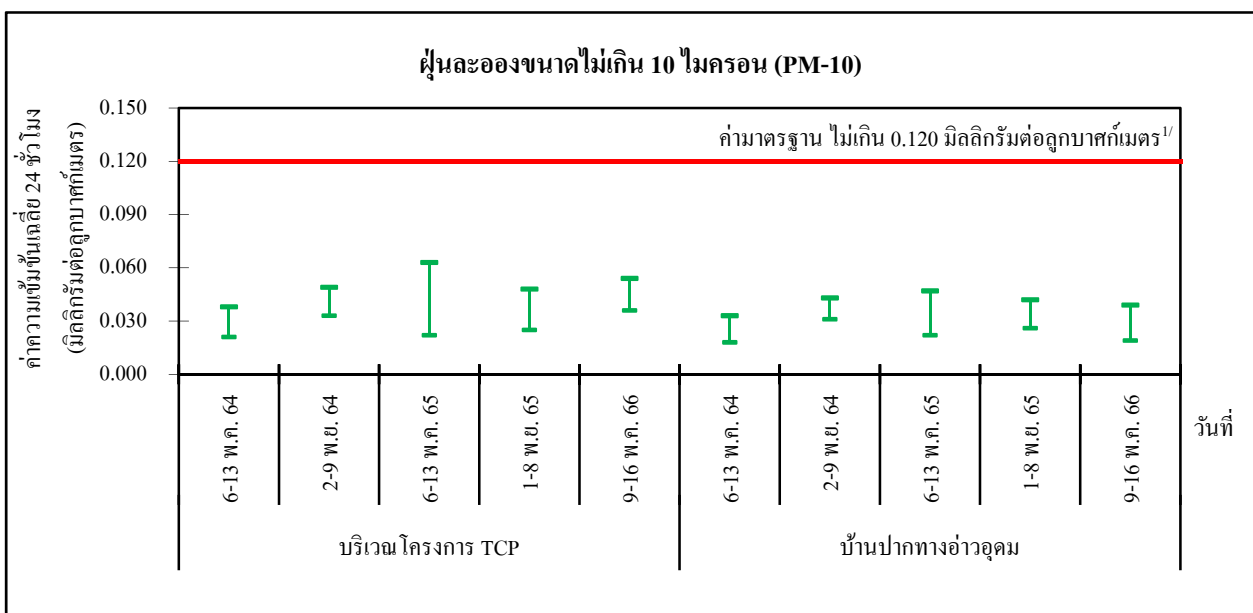 ฝุ่นละอองขนาดไม่เกิน 10 ไมครอน (PM-10)
ค่าความเข้มข้นเฉลี่ย 24 ชั่วโมง
(มิลลิกรัมต่อลูกบาศก์เมตร)
0.150
0.120
0.090
0.060
0.030
0.000
ค่ามาตรฐาน ไม่เกิน 0.120 มิลลิกรัมต่อลูกบาศก์เมตร1/
6-13 พ.ค. 64
2-9 พ.ย. 64
6-13 พ.ค. 65
1-8 พ.ย. 65
9-16 พ.ค. 66
6-13 พ.ค. 64
2-9 พ.ย. 64
6-13 พ.ค. 65
1-8 พ.ย. 65
9-16 พ.ค. 66
วันที่
บริเวณโครงการ TCP
บ้านปากทางอ่าวอุดม